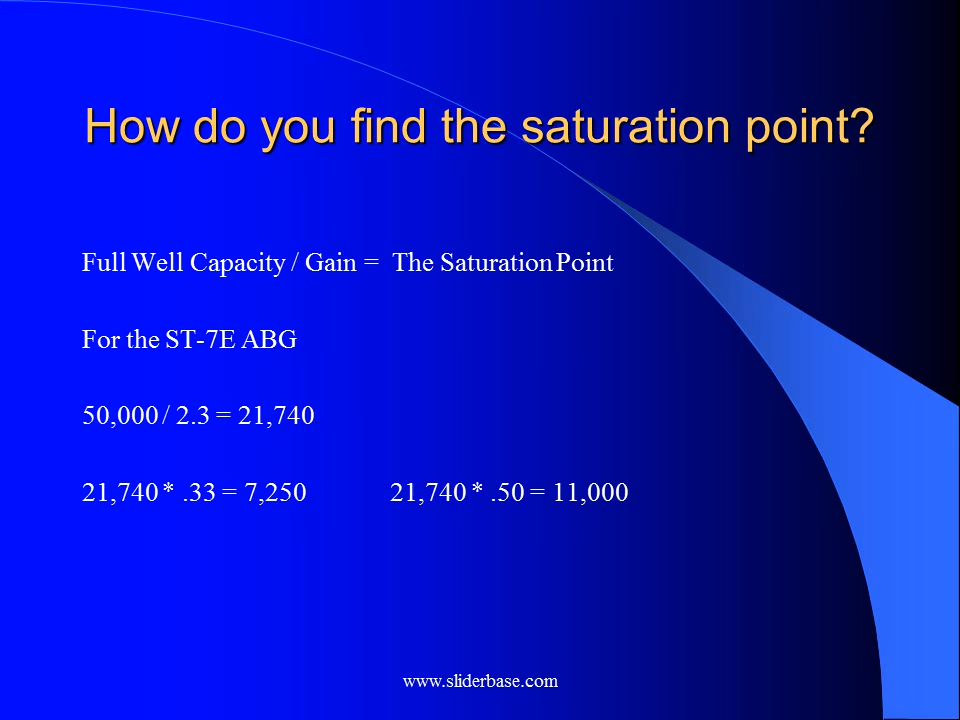 How do you find the saturation point?
Full Well Capacity / Gain = The Saturation Point
For the ST-7E ABG
50,000 / 2.3 = 21,740
21,740 * .33 = 7,250 21,740 * .50 = 11,000
www.sliderbase.com